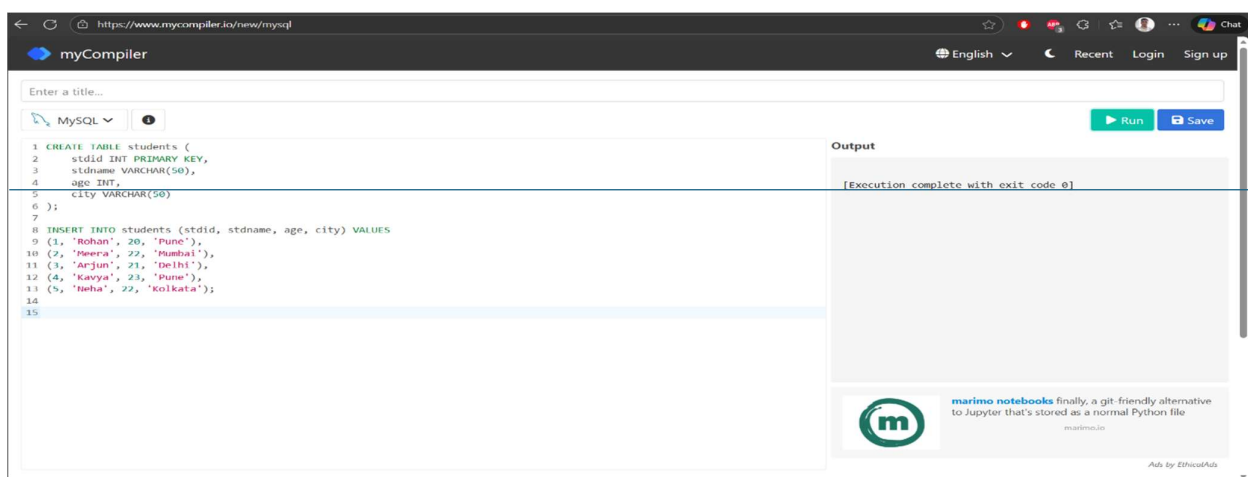 https://www.mycompiler.io/new/mysql
Chat
myCompiler
English
Recent
Login
Sign up
Enter a title...
MySQL
Run
Save
1 CREATE TABLE students (
2 stdid INT PRIMARY KEY,
3 stdname VARCHAR(50),
4 age INT,
5 city VARCHAR(50)
6 );
7
8 INSERT INTO students (stdid, stdname, age, city) VALUES
9 (1, 'Rohan', 20, 'Pune'),
10 (2, 'Meera', 22, 'Mumbai'),
11 (3, 'Arjun', 21, 'Delhi'),
12 (4, 'Kavya', 23, 'Pune'),
13 (5, 'Neha', 22, 'Kolkata');
14
15
Output
[Execution complete with exit code 0]
m
marimo notebooks finally, a git-friendly alternative
to Jupyter that's stored as a normal Python file
marimo.io
Ads by EthicalAds